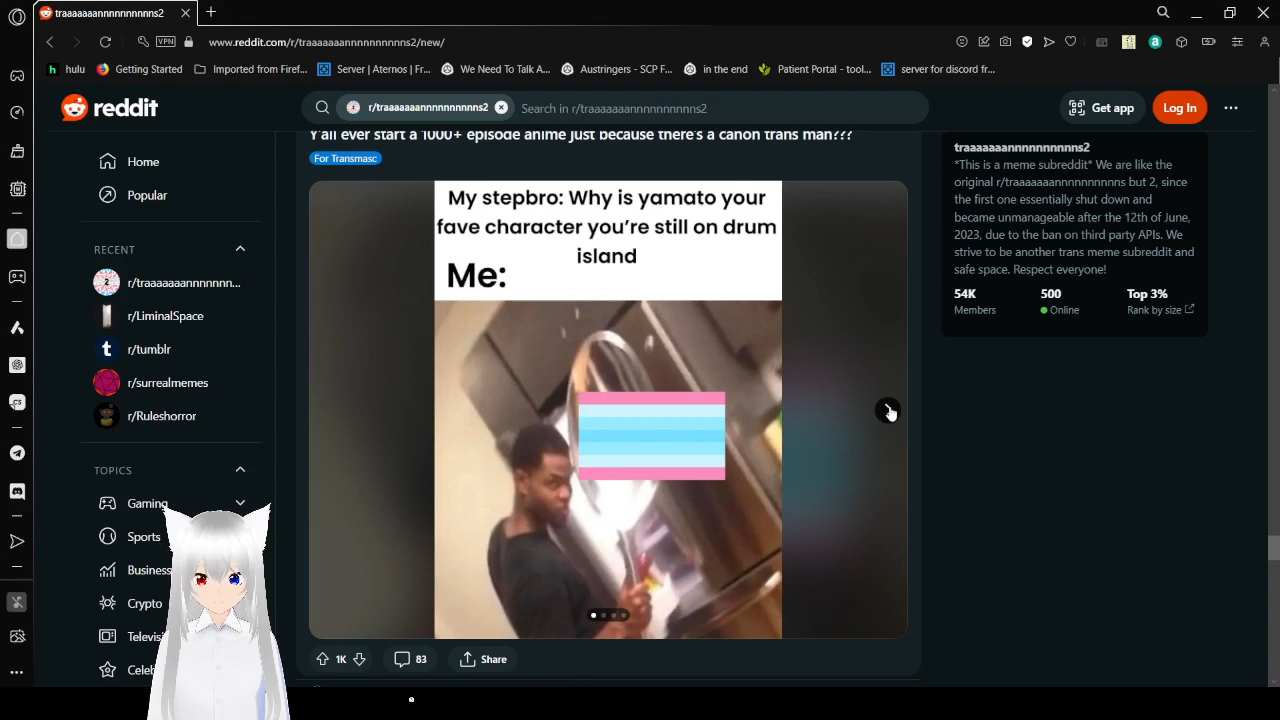 traaaaaaannnnnnnnnns2
VPN
www.reddit.com/r/traaaaaaannnnnnnnnns2/new/
hulu
Getting Started
Imported from Firef...
Server | Aternos | Fr...
We Need To Talk A...
Austringers - SCP F...
in the end
Patient Portal - tool...
server for discord fr...
reddit
r/traaaaaaannnnnnnnnns2
Search in r/traaaaaaannnnnnnnnns2
Get app
Log In
Home
Popular
RECENT
r/traaaaaaannnnnnn...
r/LiminalSpace
r/tumblr
r/surrealmemes
r/Ruleshorror
TOPICS
Gaming
Sports
Business
Crypto
Televisi
Celeb
Y'all ever start a 1000+ episode anime just because there's a canon trans man???
For Transmasc
My stepbro: Why is yamato your
fave character you're still on drum
island
Me:
1K
83
Share
traaaaaaannnnnnnnnns2
*This is a meme subreddit* We are like the
original r/traaaaaaannnnnnnnnns but 2, since
the first one essentially shut down and
became unmanageable after the 12th of June,
2023, due to the ban on third party APIs. We
strive to be another trans meme subreddit and
safe space. Respect everyone!
54K
Members
500
Online
Top 3%
Rank by size